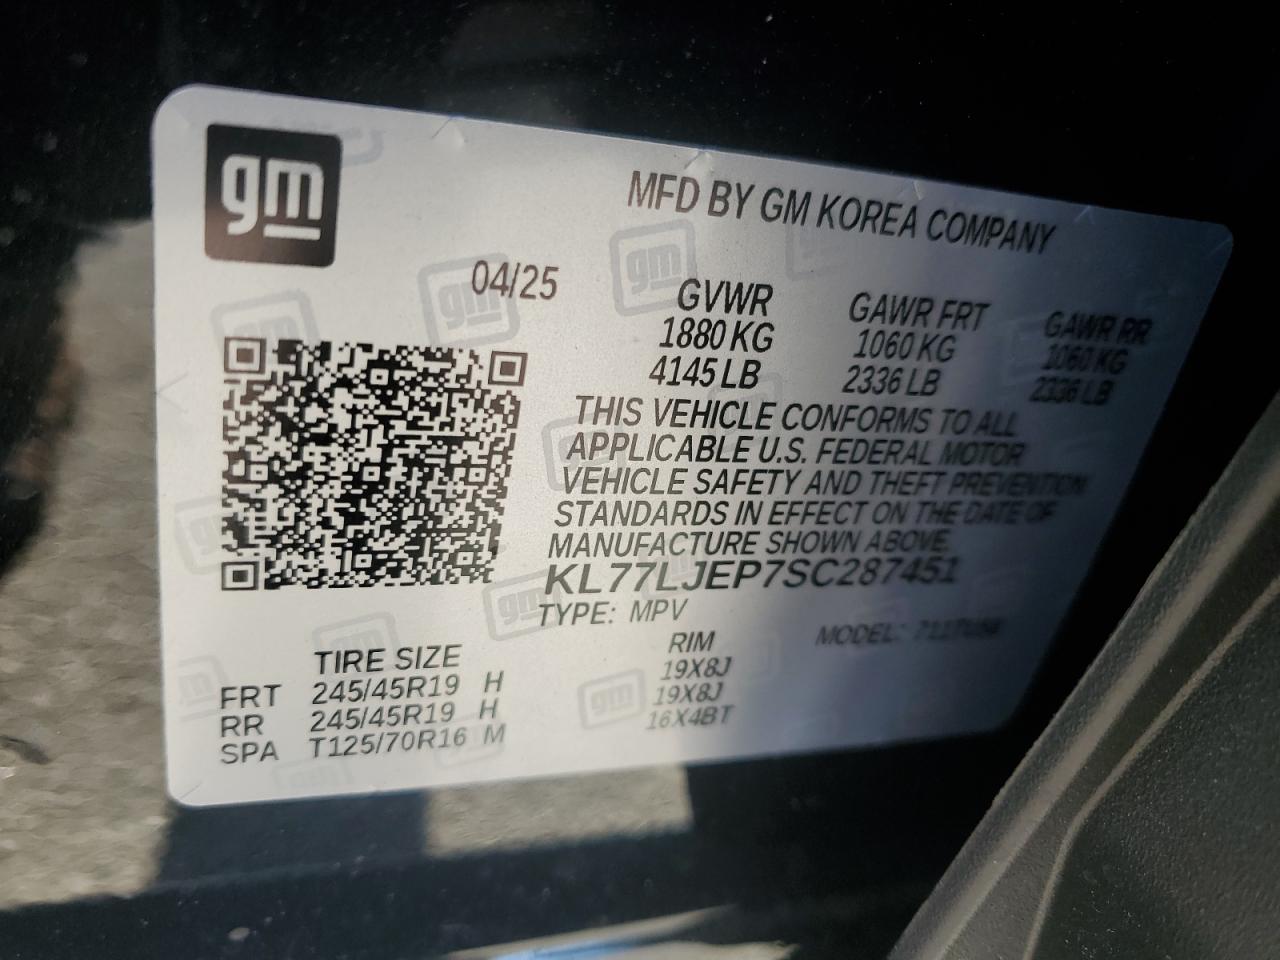 gm
MFD BY GM KOREA COMPANY
04/25
GVWR GAWR FRT GAWR RR
1880 KG 1060 KG 1060 KG
4145 LB 2336 LB 2336 LB
THIS VEHICLE CONFORMS TO ALL
APPLICABLE U.S. FEDERAL MOTOR
VEHICLE SAFETY AND THEFT PREVENTION
STANDARDS IN EFFECT ON THE DATE OF
MANUFACTURE SHOWN ABOVE.
KL77LJEP7SC287451
TYPE: MPV MODEL:
TIRE SIZE RIM
FRT 245/45R19 H 19X8J
RR 245/45R19 H 19X8J
SPA T125/70R16 M 16X4BT